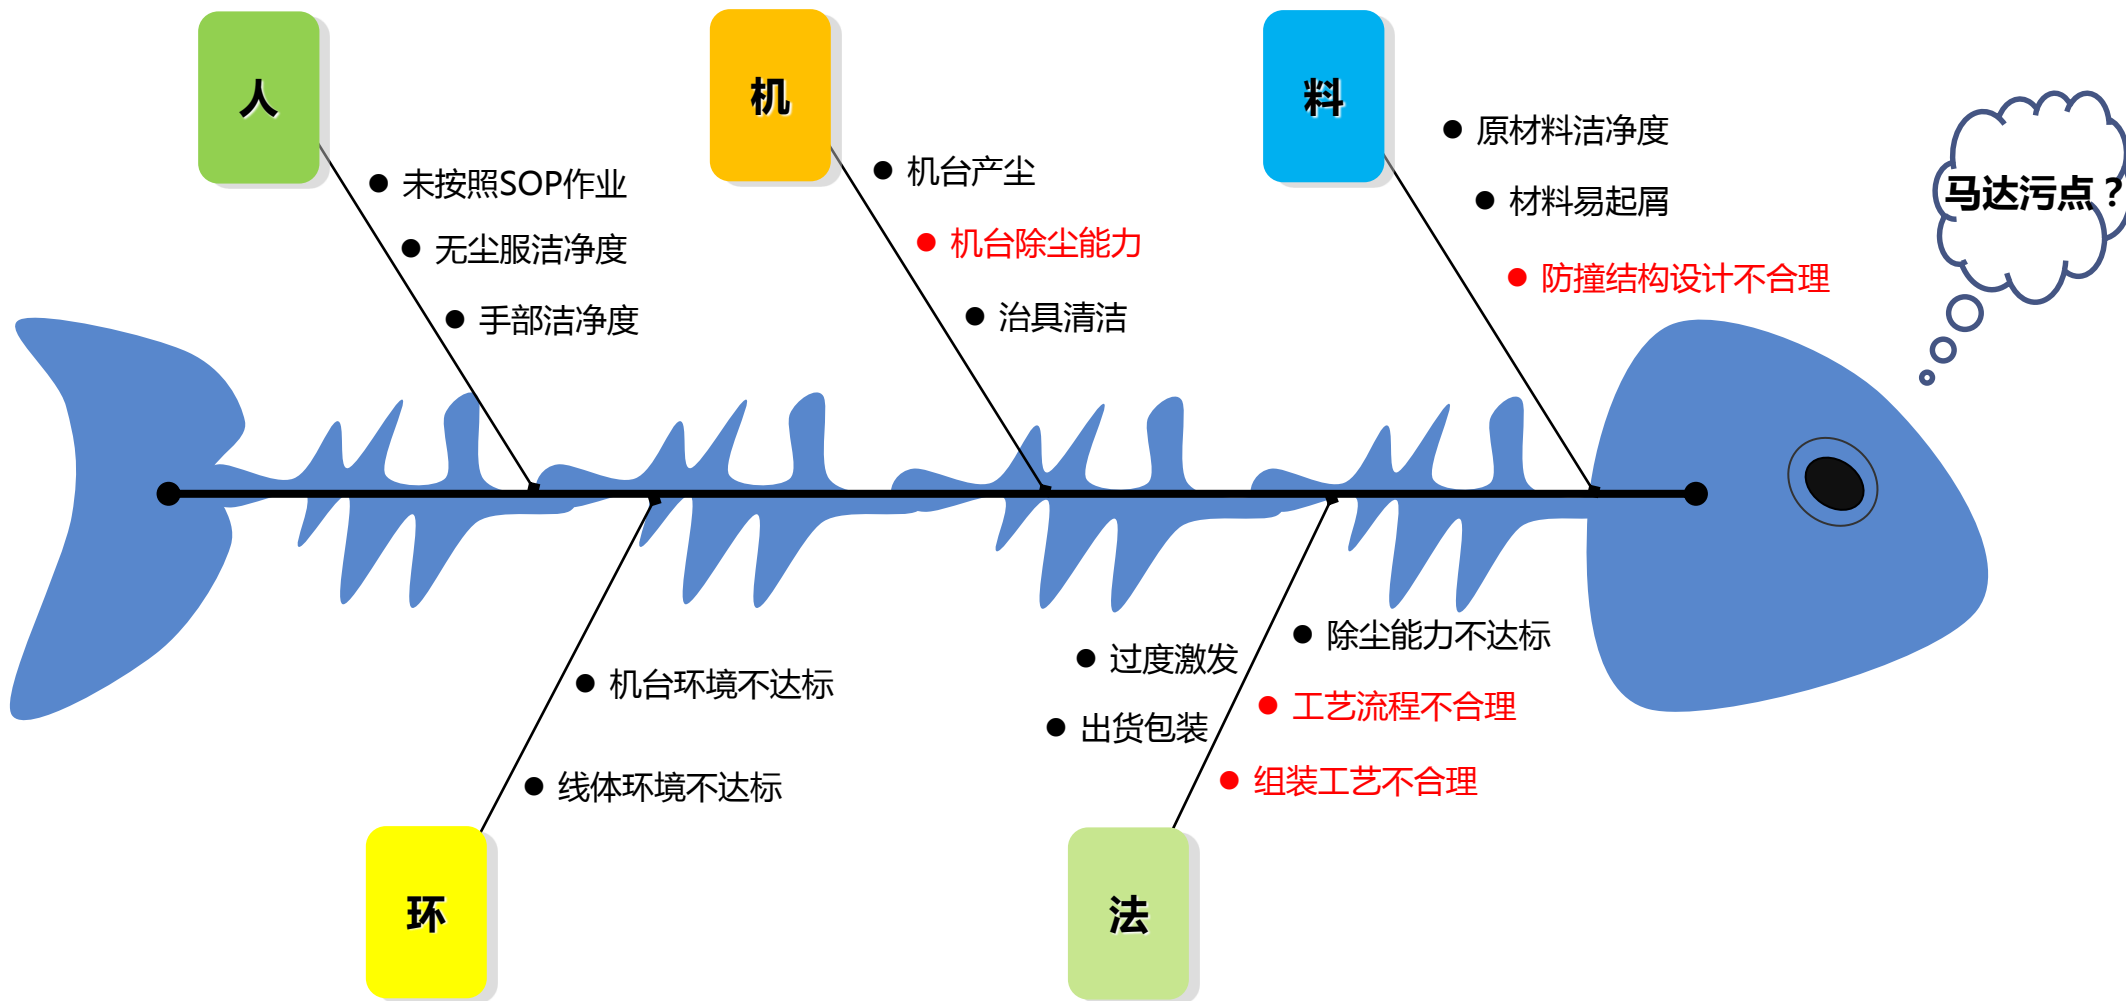 人
未按照SOP作业
无尘服洁净度
手部洁净度
机
机台产尘
机台除尘能力
治具清洁
料
原材料洁净度
材料易起屑
防撞结构设计不合理
马达污点？
环
机台环境不达标
线体环境不达标
法
过度激发
出货包装
除尘能力不达标
工艺流程不合理
组装工艺不合理